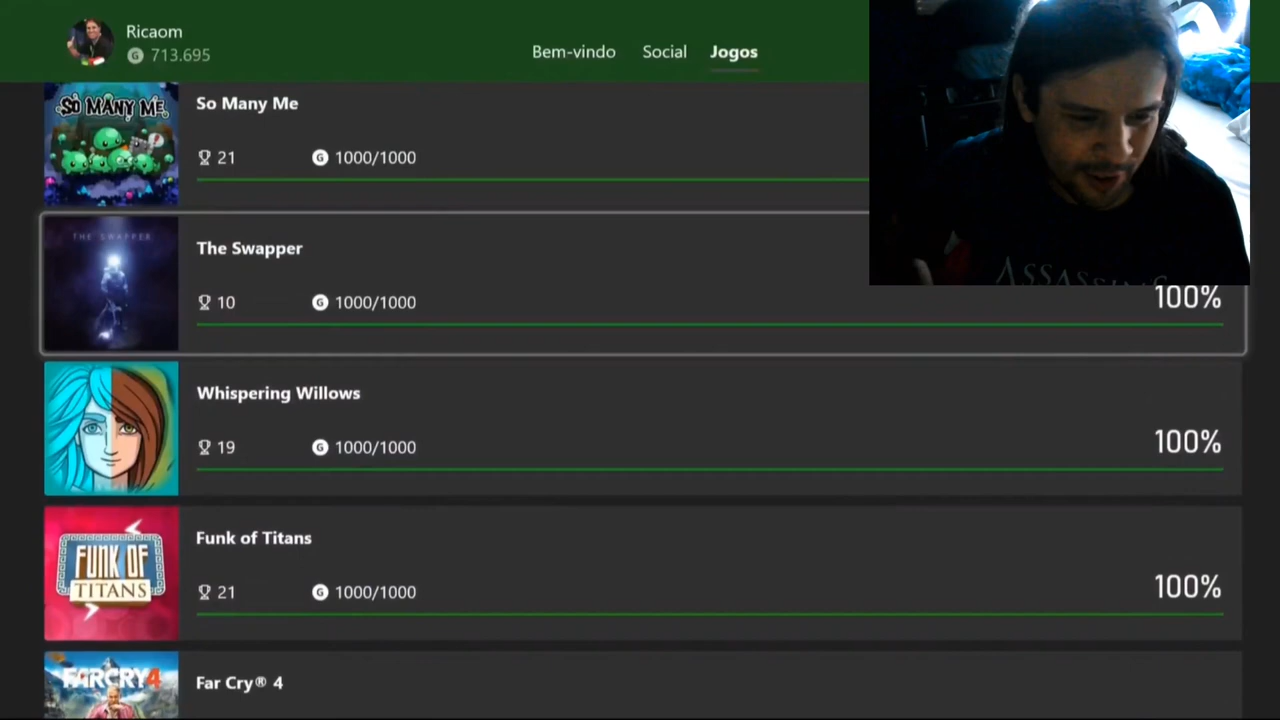 Ricaom
G 713.695
Bem-vindo Social Jogos
SO MANY ME
So Many Me
21 G 1000/1000
THE SWAPPER
The Swapper
10 G 1000/1000
100%
Whispering Willows
19 G 1000/1000
100%
FUNK OF
TITANS
Funk of Titans
21 G 1000/1000
100%
FARCRY4
Far Cry® 4
ASSASSINS